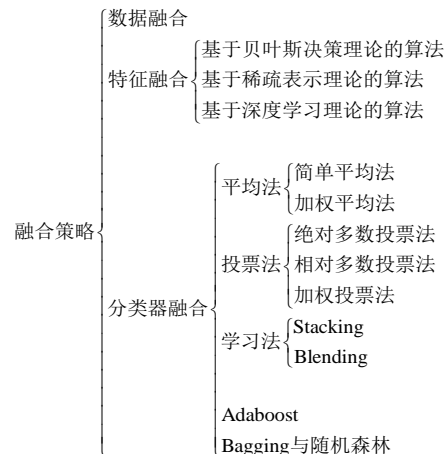 数据融合
基于贝叶斯决策理论的算法
特征融合
基于稀疏表示理论的算法
基于深度学习理论的算法
简单平均法
平均法
加权平均法
融合策略
绝对多数投票法
投票法
相对多数投票法
加权投票法
分类器融合
Stacking
学习法
Blending
Adaboost
Bagging与随机森林